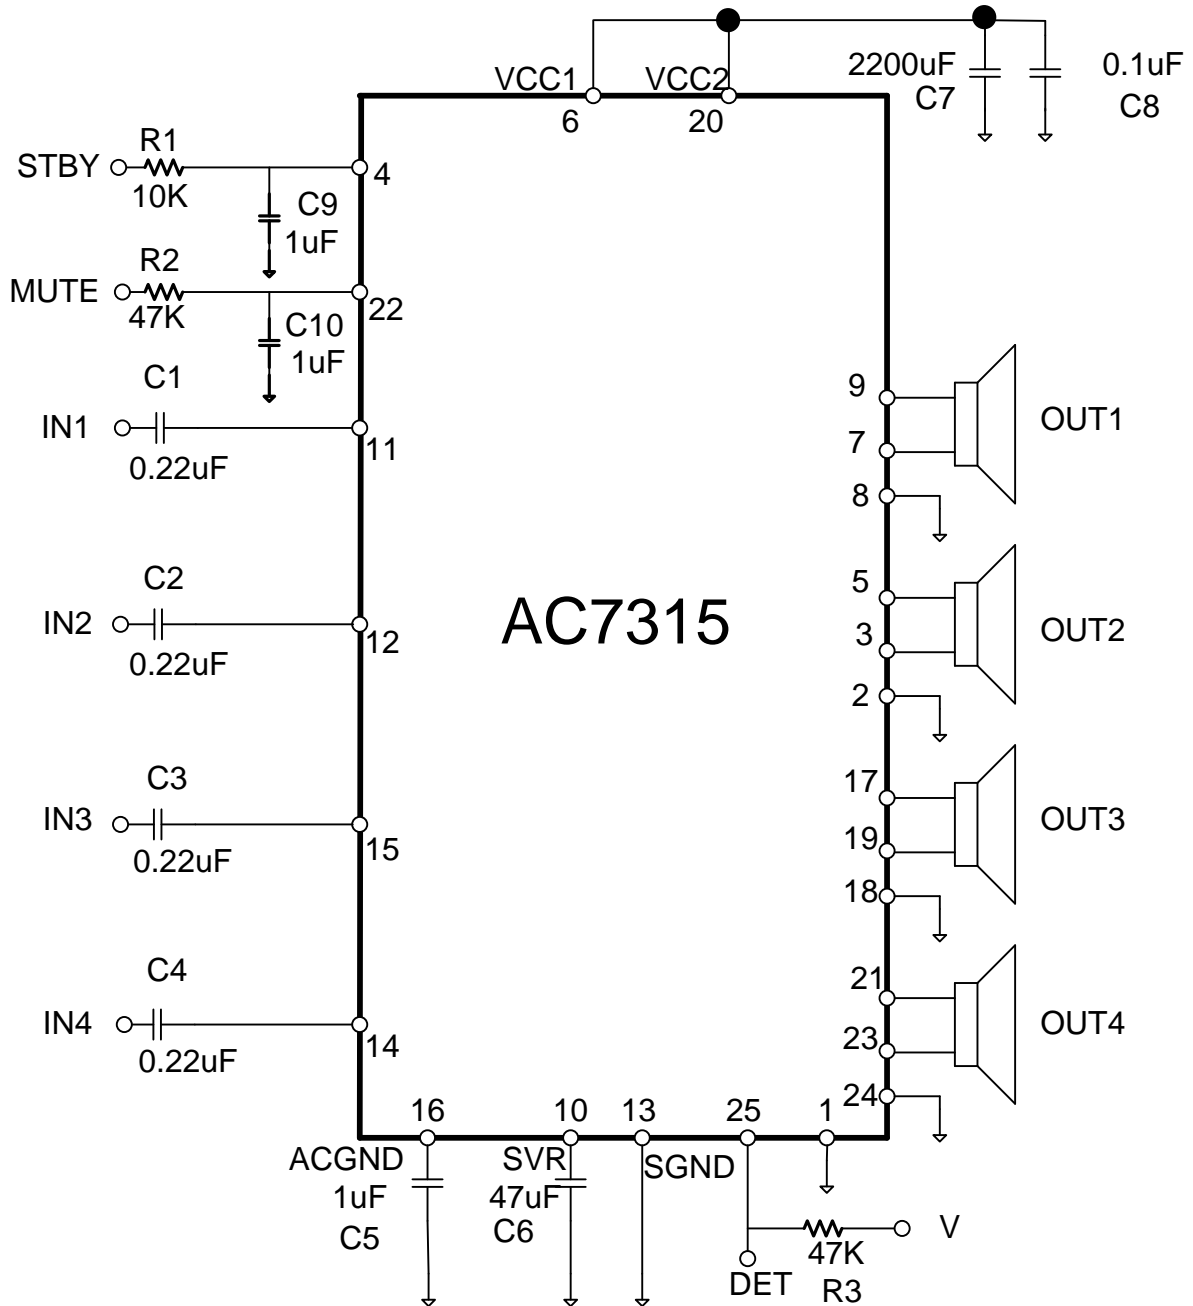 2200uF
0.1uF
C7
C8
VCC1
VCC2
6
20
R1
STBY
10K
4
C9
1uF
R2
MUTE
47K
22
C10
1uF
C1
IN1
11
0.22uF
9
7
8
OUT1
C2
IN2
12
0.22uF
AC7315
5
3
2
OUT2
C3
IN3
15
0.22uF
17
19
18
OUT3
C4
IN4
14
0.22uF
21
23
24
OUT4
16
10
13
25
1
ACGND
SVR
SGND
1uF
47uF
C5
C6
V
47K
DET
R3